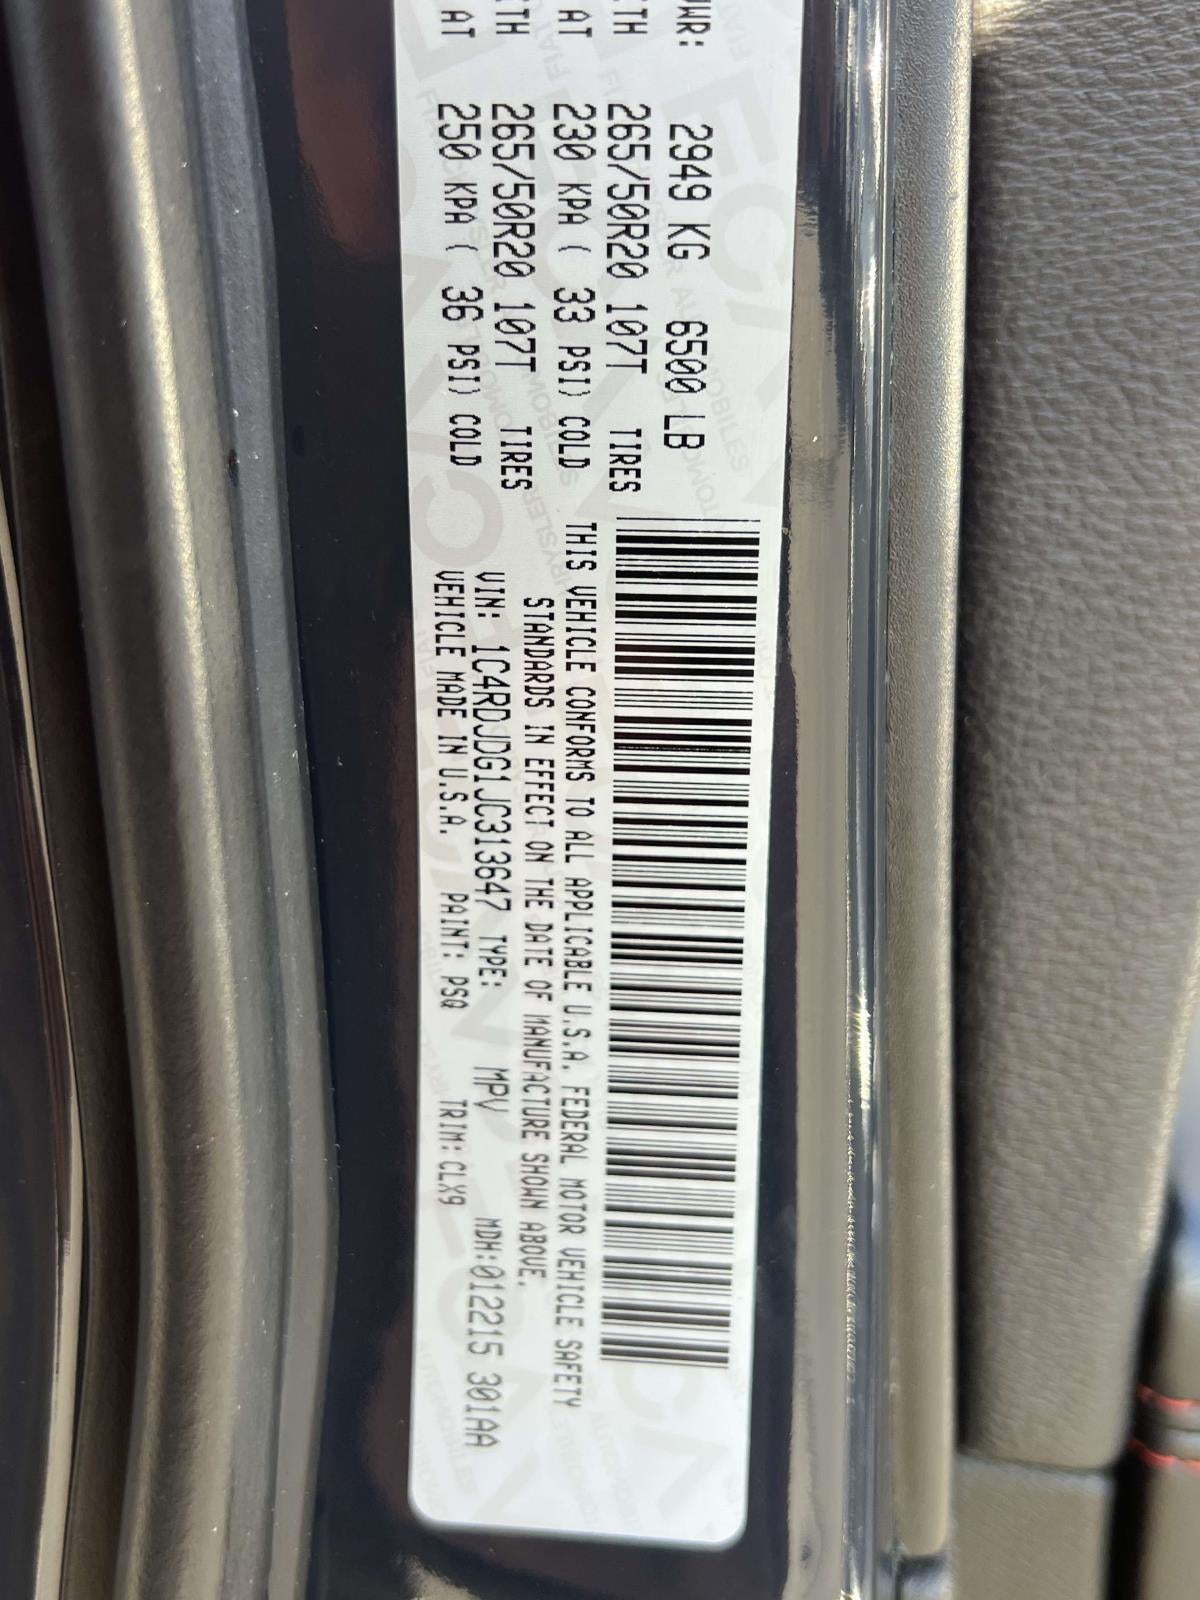 WR: 2949 KG 6500 LB
TH 265/50R20 107T TIRES
AT 230 KPA ( 33 PSI) COLD
TH 265/50R20 107T TIRES
AT 250 KPA ( 36 PSI) COLD
THIS VEHICLE CONFORMS TO ALL APPLICABLE U.S.A. FEDERAL MOTOR VEHICLE SAFETY
STANDARDS IN EFFECT ON THE DATE OF MANUFACTURE SHOWN ABOVE.
VIN: 1C4RDJDG1JC313647 TYPE: MPV MDH:012215 301AA
VEHICLE MADE IN U.S.A. PAINT: PSQ TRIM: CLX9